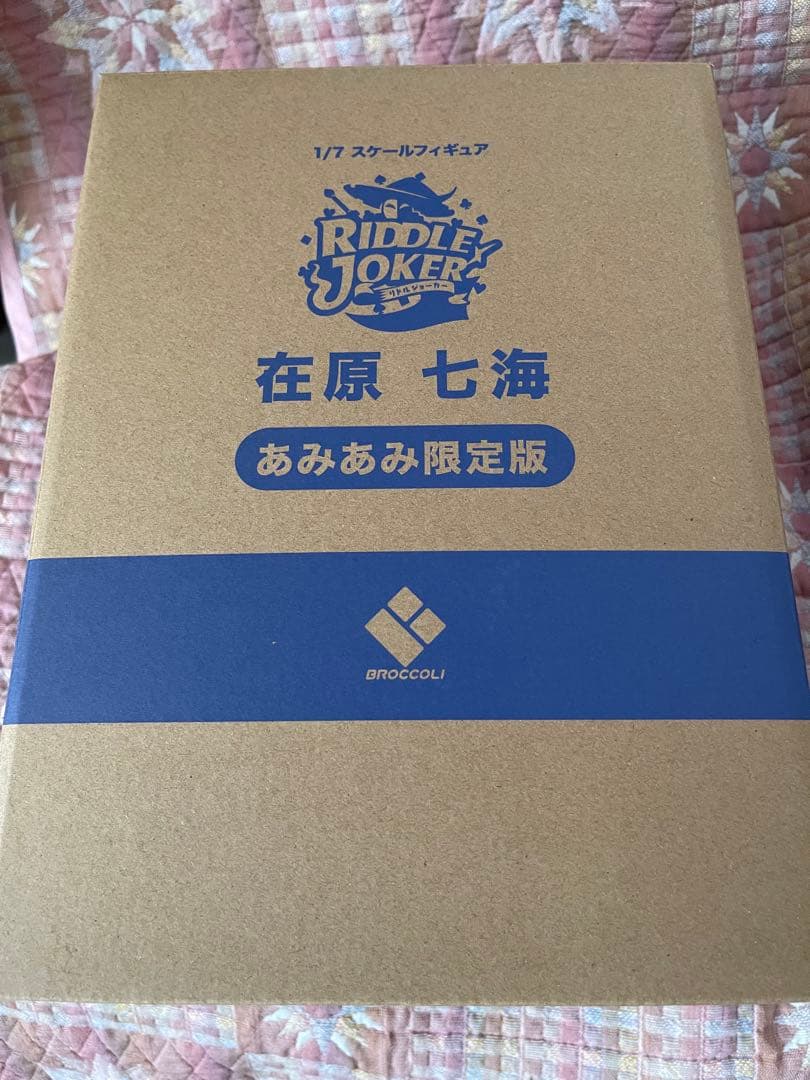 1/7 スケールフィギュア
RIDDLE
JOKER
リドルジョーカー
在原 七海
あみあみ限定版
BROCCOLI